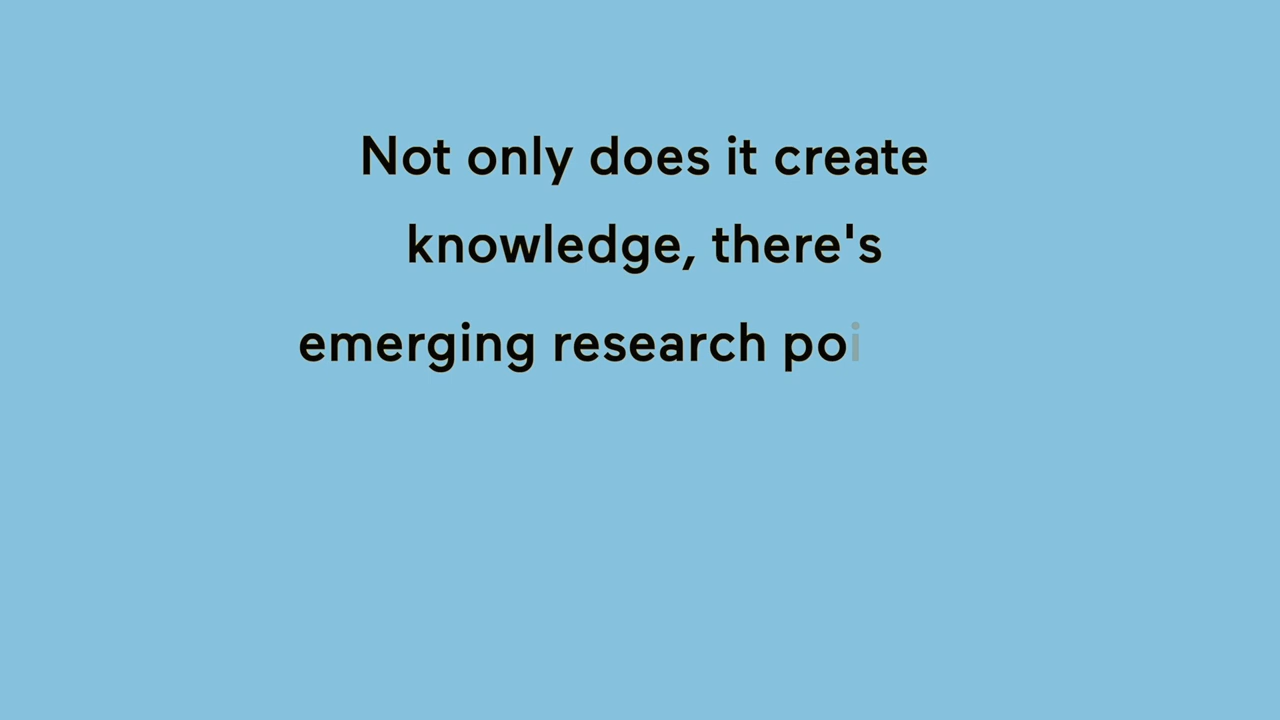 Not only does it create
knowledge, there's
emerging research poi